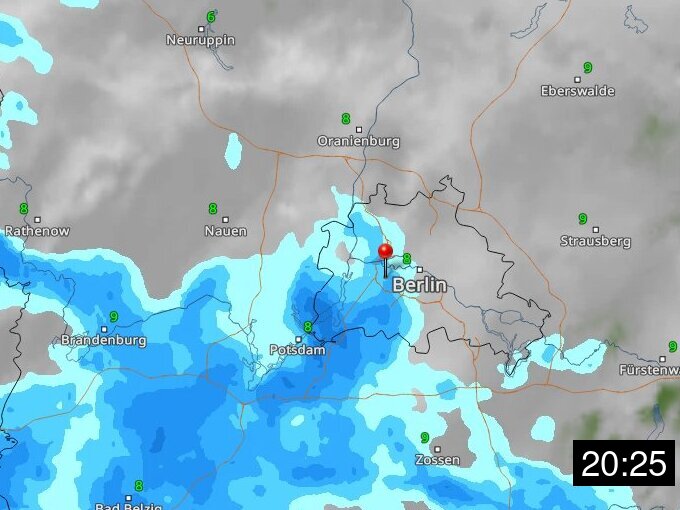 6
Neuruppin
9
Eberswalde
8
Oranienburg
8
Rathenow
8
Nauen
9
Strausberg
8
Berlin
9
Brandenburg
8
Potsdam
9
Fürstenwa
9
Zossen
8
Bad Belzig
20:25